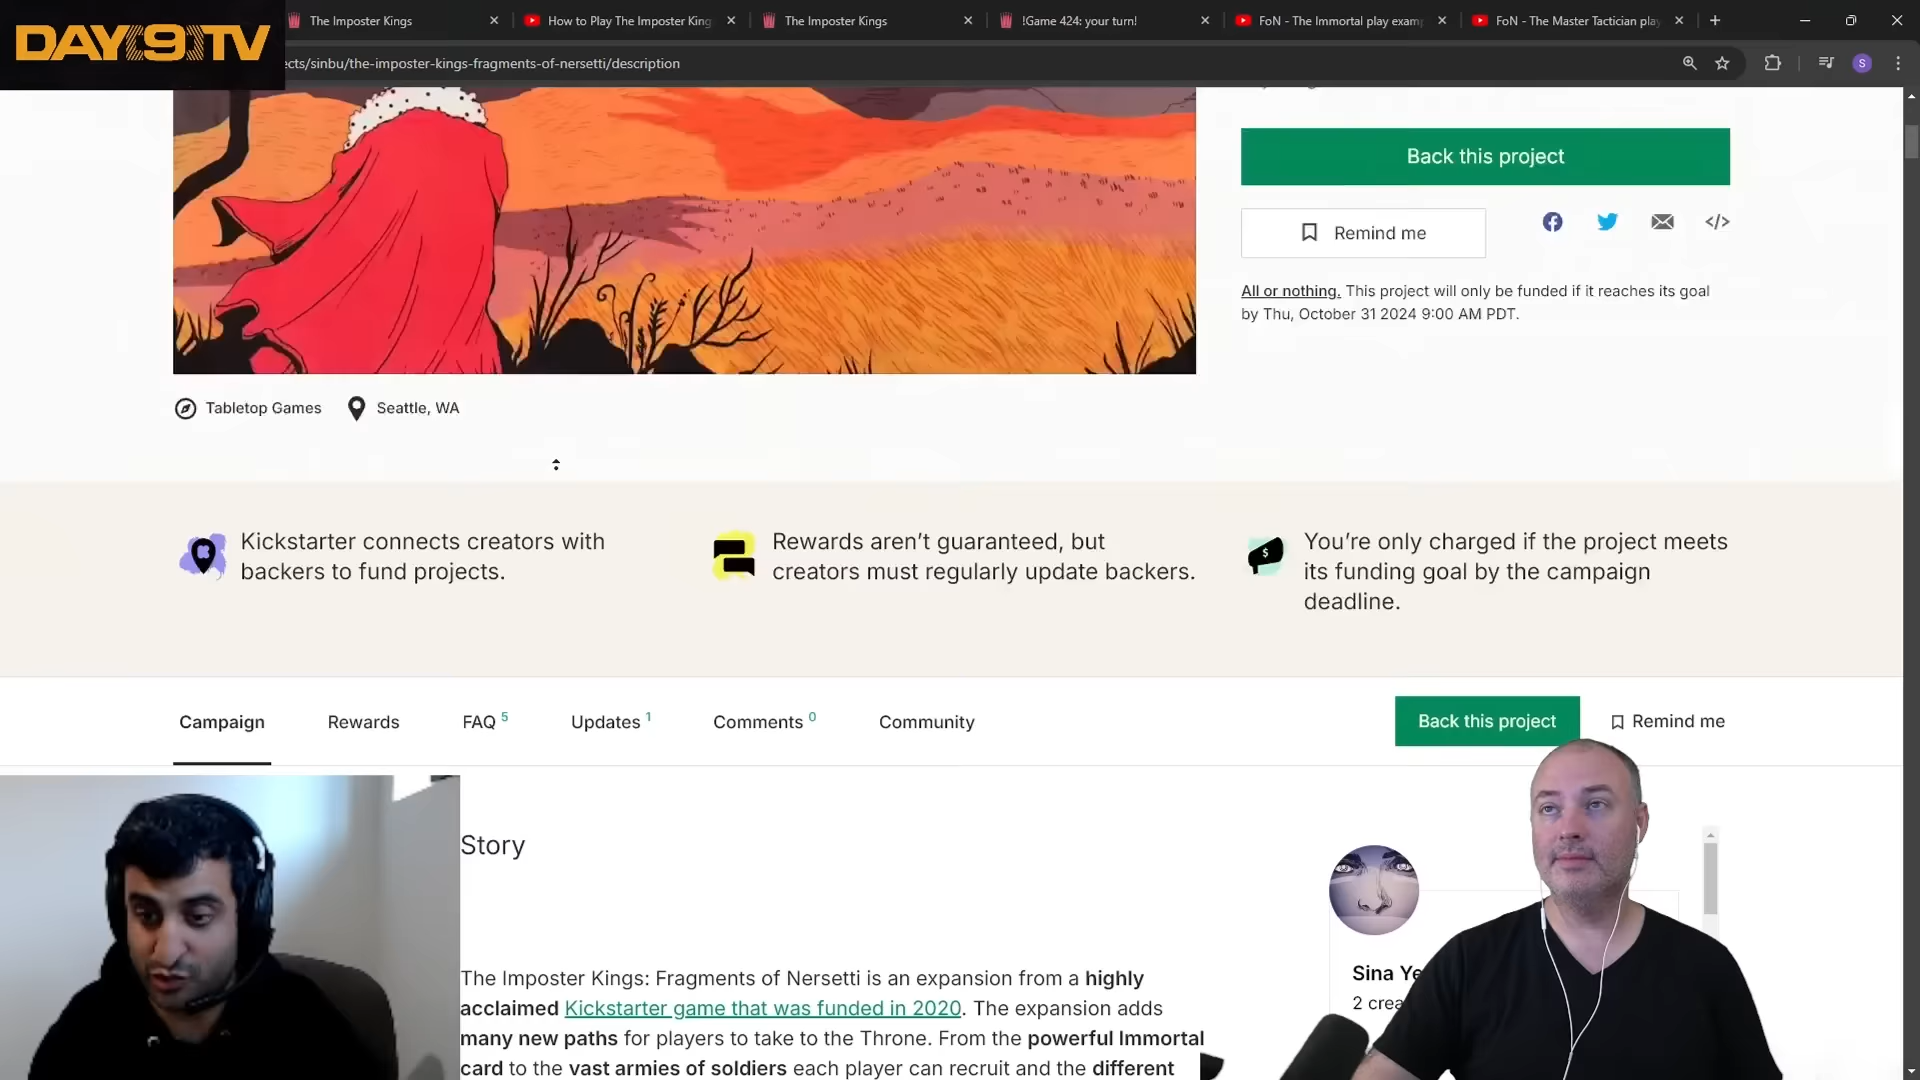 DAY[9]TV
The Imposter Kings
How to Play The Imposter King
The Imposter Kings
!Game 424: your turn!
FoN - The Immortal play exam
FoN - The Master Tactician pla
ects/sinbu/the-imposter-kings-fragments-of-nersetti/description
S
Back this project
Remind me
All or nothing. This project will only be funded if it reaches its goal
by Thu, October 31 2024 9:00 AM PDT.
Tabletop Games
Seattle, WA
Kickstarter connects creators with
backers to fund projects.
Rewards aren’t guaranteed, but
creators must regularly update backers.
You’re only charged if the project meets
its funding goal by the campaign
deadline.
Campaign
Rewards
FAQ 5
Updates 1
Comments 0
Community
Back this project
Remind me
Story
The Imposter Kings: Fragments of Nersetti is an expansion from a highly
acclaimed Kickstarter game that was funded in 2020. The expansion adds
many new paths for players to take to the Throne. From the powerful Immortal
card to the vast armies of soldiers each player can recruit and the different
Sina Ye
2 crea